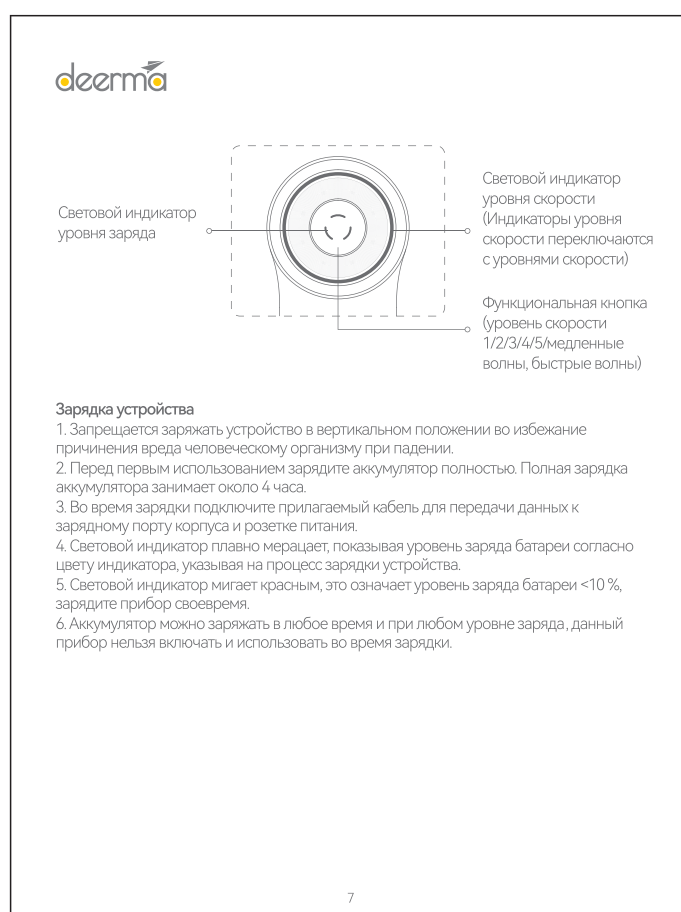 deerma
Световой индикатор
уровня заряда
Световой индикатор
уровня скорости
(Индикаторы уровня
скорости переключаются
с уровнями скорости)
Функциональная кнопка
(уровень скорости
1/2/3/4/5/медленные
волны, быстрые волны)
Зарядка устройства
1. Запрещается заряжать устройство в вертикальном положении во избежание
причинения вреда человеческому организму при падении.
2. Перед первым использованием зарядите аккумулятор полностью. Полная зарядка
аккумулятора занимает около 4 часа.
3. Во время зарядки подключите прилагаемый кабель для передачи данных к
зарядному порту корпуса и розетке питания.
4. Световой индикатор плавно мерацает, показывая уровень заряда батареи согласно
цвету индикатора, указывая на процесс зарядки устройства.
5. Световой индикатор мигает красным, это означает уровень заряда батареи <10 %,
зарядите прибор своевремя.
6. Аккумулятор можно заряжать в любое время и при любом уровне заряда, данный
прибор нельзя включать и использовать во время зарядки.
7